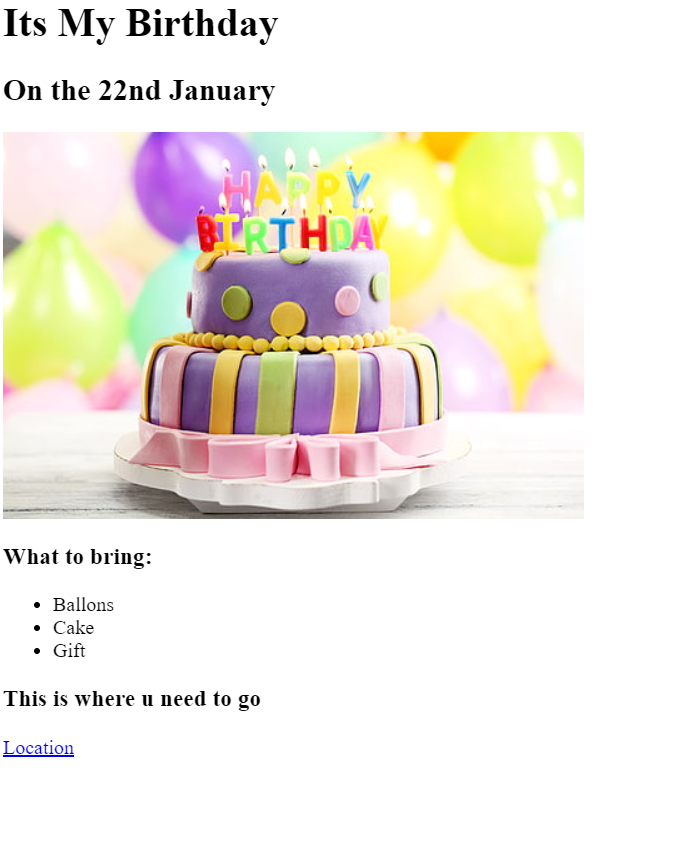 Its My Birthday
On the 22nd January
HAPPY
BIRTHDAY
What to bring:
Ballons
Cake
Gift
This is where u need to go
Location